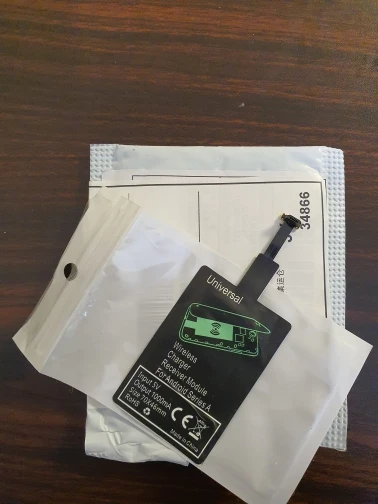 34866
Universal
Wireless
Charger
Receiver Module
For Android Series A
Input 5V
Output 1000mA
Size 70X46mm
RoHS
CE
Made in China